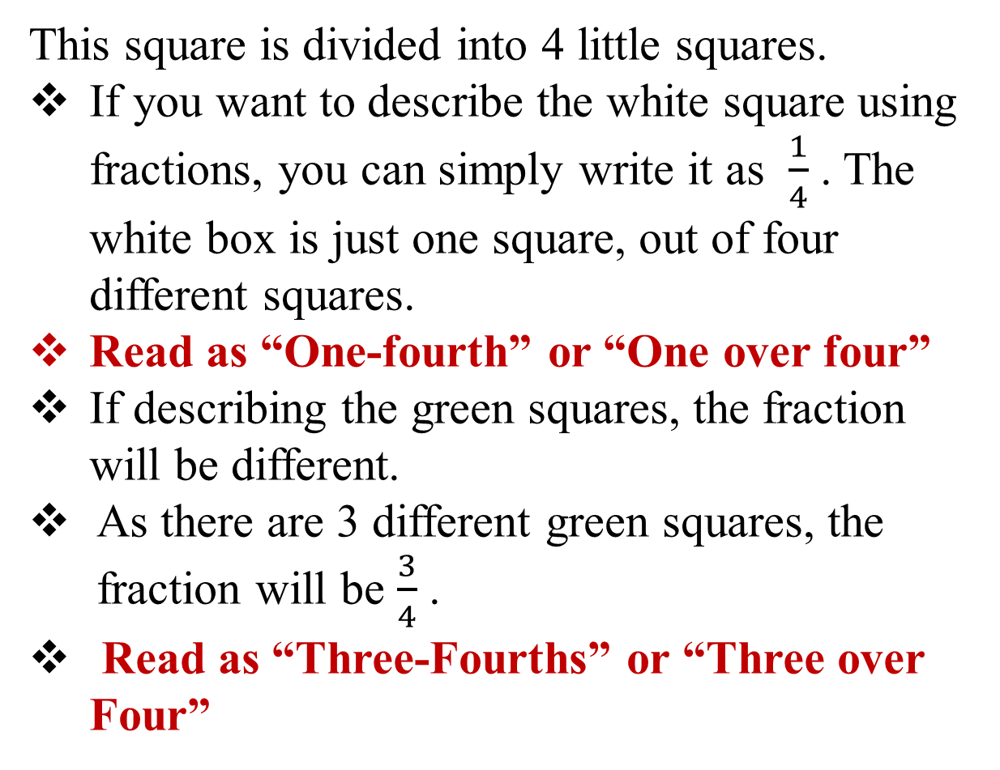 This square is divided into 4 little squares.
❖ If you want to describe the white square using
fractions, you can simply write it as 1/4 . The
white box is just one square, out of four
different squares.
❖ Read as “One-fourth” or “One over four”
❖ If describing the green squares, the fraction
will be different.
❖ As there are 3 different green squares, the
fraction will be 3/4 .
❖ Read as “Three-Fourths” or “Three over
Four”